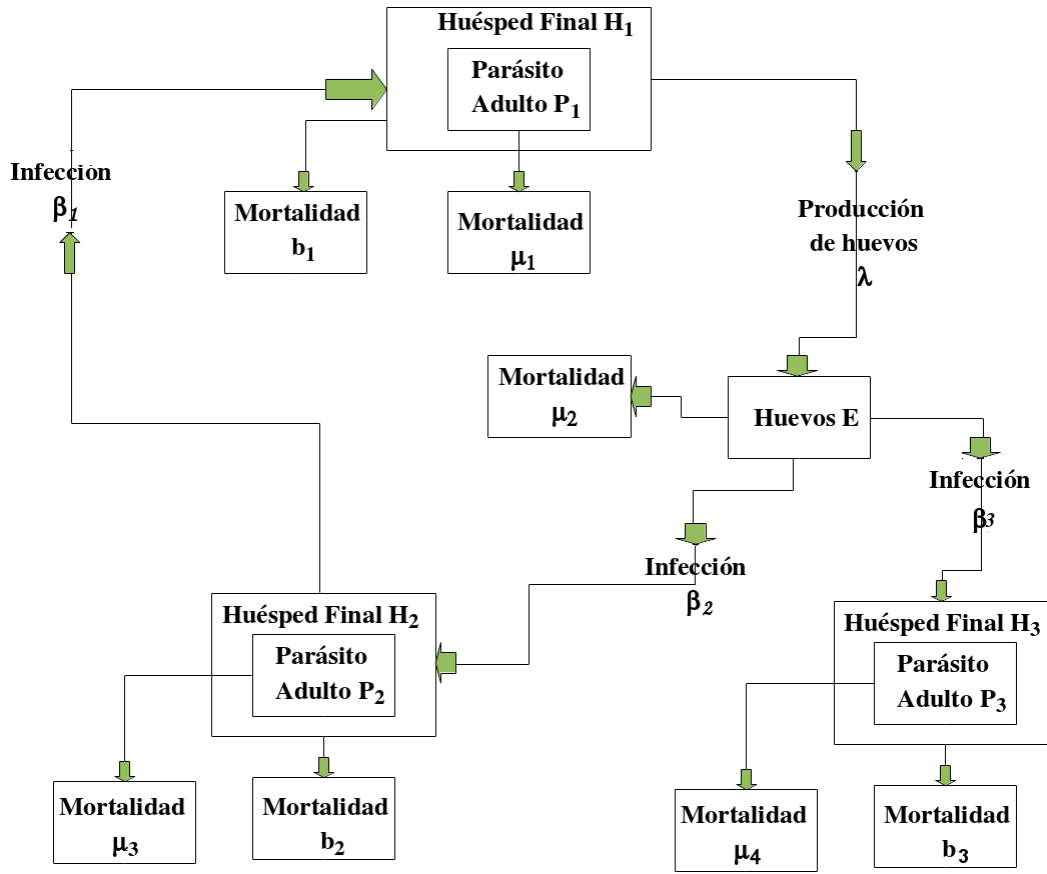 Huésped Final H₁
Parásito
Adulto P₁
Infección
β₁
Mortalidad
b₁
Mortalidad
μ₁
Producción
de huevos
λ
Mortalidad
μ₂
Huevos E
Infección
β₃
Infección
β₂
Huésped Final H₂
Parásito
Adulto P₂
Huésped Final H₃
Parásito
Adulto P₃
Mortalidad
μ₃
Mortalidad
b₂
Mortalidad
μ₄
Mortalidad
b₃